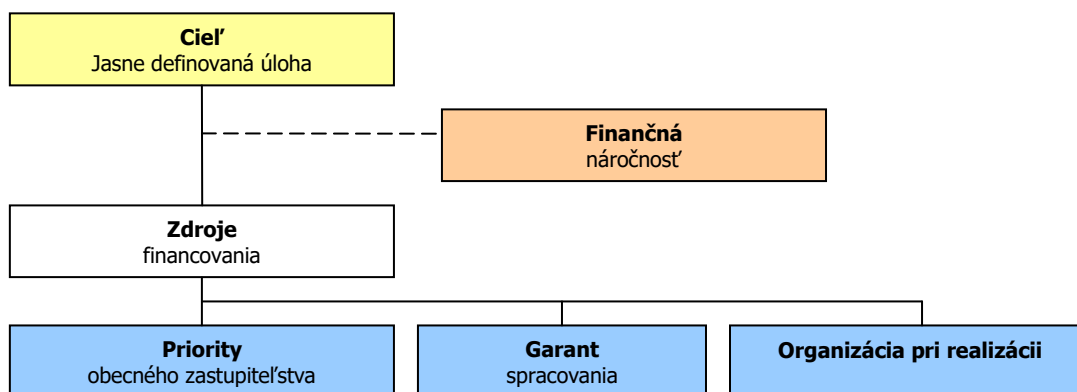 Cieľ
Jasne definovaná úloha
Finančná
náročnosť
Zdroje
financovania
Priority
obecného zastupiteľstva
Garant
spracovania
Organizácia pri realizácii